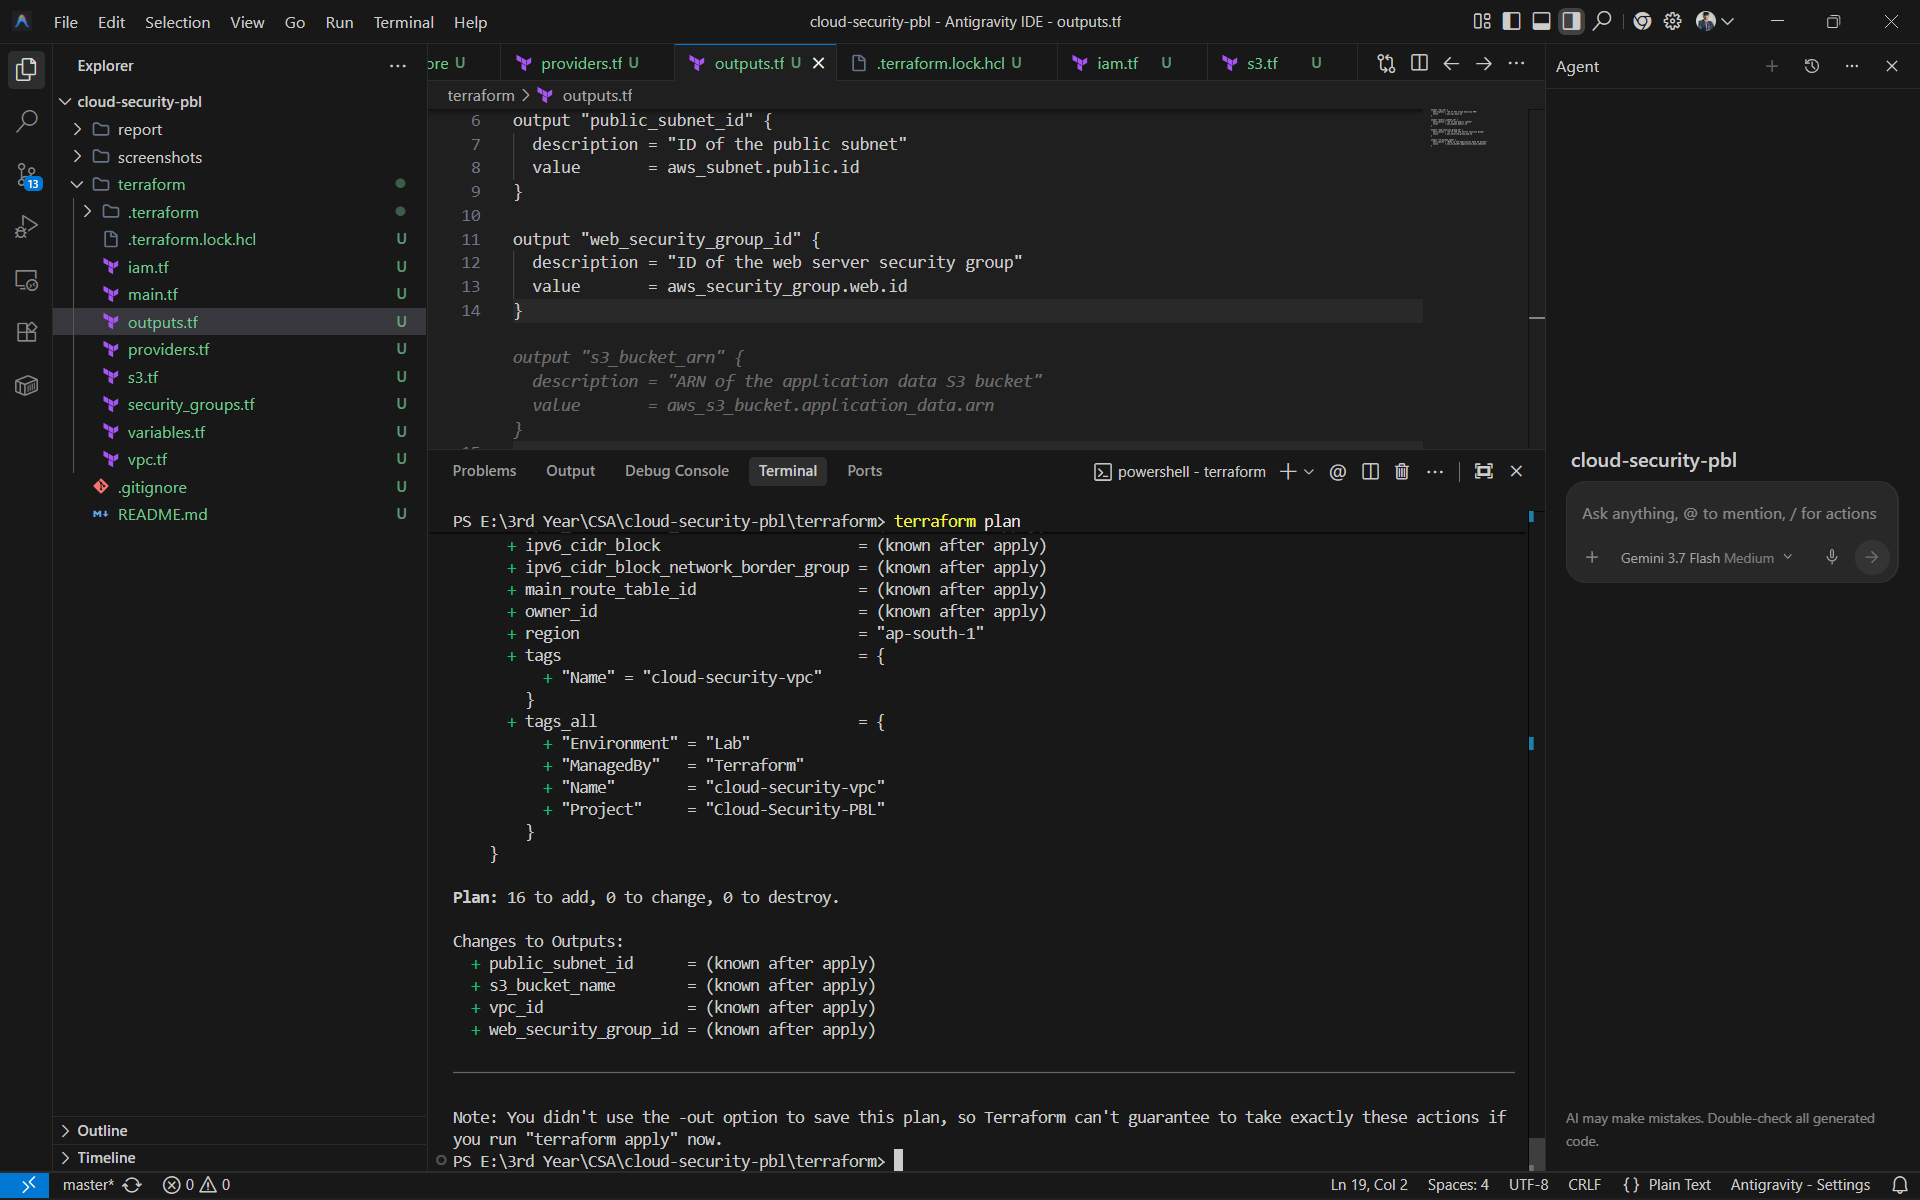 File Edit Selection View Go Run Terminal Help
cloud-security-pbl - Antigravity IDE - outputs.tf
Explorer
cloud-security-pbl
report
screenshots
terraform
.terraform
.terraform.lock.hcl U
iam.tf U
main.tf U
outputs.tf U
providers.tf U
s3.tf U
security_groups.tf U
variables.tf U
vpc.tf U
.gitignore U
README.md U
13
Outline
Timeline
ore U
providers.tf U
outputs.tf U
.terraform.lock.hcl U
iam.tf U
s3.tf U
terraform > outputs.tf
6 output "public_subnet_id" {
7 description = "ID of the public subnet"
8 value = aws_subnet.public.id
9 }
10
11 output "web_security_group_id" {
12 description = "ID of the web server security group"
13 value = aws_security_group.web.id
14 }
output "s3_bucket_arn" {
description = "ARN of the application data S3 bucket"
value = aws_s3_bucket.application_data.arn
}
Problems Output Debug Console Terminal Ports
powershell - terraform
PS E:\3rd Year\CSA\cloud-security-pbl\terraform> terraform plan
+ ipv6_cidr_block = (known after apply)
+ ipv6_cidr_block_network_border_group = (known after apply)
+ main_route_table_id = (known after apply)
+ owner_id = (known after apply)
+ region = "ap-south-1"
+ tags = {
+ "Name" = "cloud-security-vpc"
}
+ tags_all = {
+ "Environment" = "Lab"
+ "ManagedBy" = "Terraform"
+ "Name" = "cloud-security-vpc"
+ "Project" = "Cloud-Security-PBL"
}
}
Plan: 16 to add, 0 to change, 0 to destroy.
Changes to Outputs:
+ public_subnet_id = (known after apply)
+ s3_bucket_name = (known after apply)
+ vpc_id = (known after apply)
+ web_security_group_id = (known after apply)
Note: You didn't use the -out option to save this plan, so Terraform can't guarantee to take exactly these actions if
you run "terraform apply" now.
PS E:\3rd Year\CSA\cloud-security-pbl\terraform>
Agent
cloud-security-pbl
Ask anything, @ to mention, / for actions
Gemini 3.7 Flash Medium
AI may make mistakes. Double-check all generated
code.
master* 0 0
Ln 19, Col 2 Spaces: 4 UTF-8 CRLF {} Plain Text Antigravity - Settings